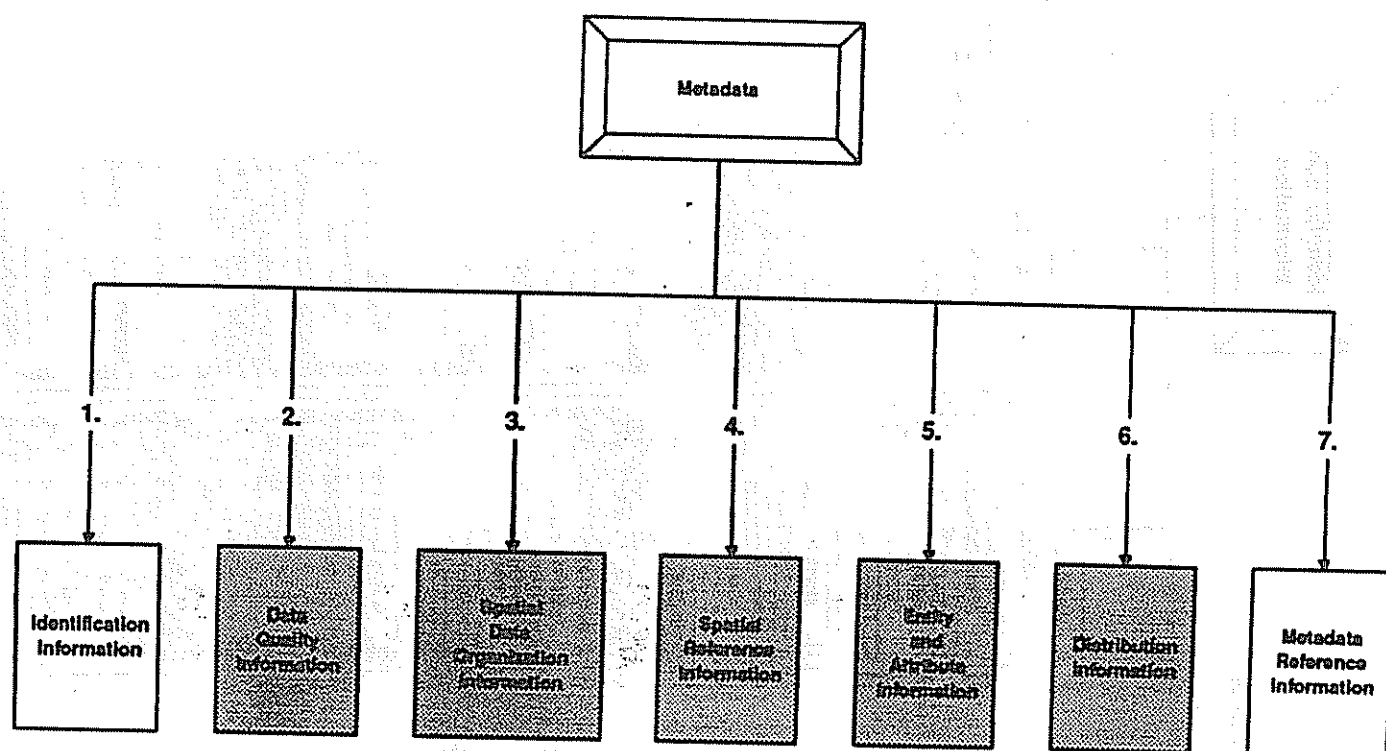 Metadata
1.
2.
3.
4.
5.
6.
7.
Identification
Information
Data
Quality
Information
Spatial
Data
Organization
Information
Spatial
Reference
Information
Entity
and
Attribute
Information
Distribution
Information
Metadata
Reference
Information